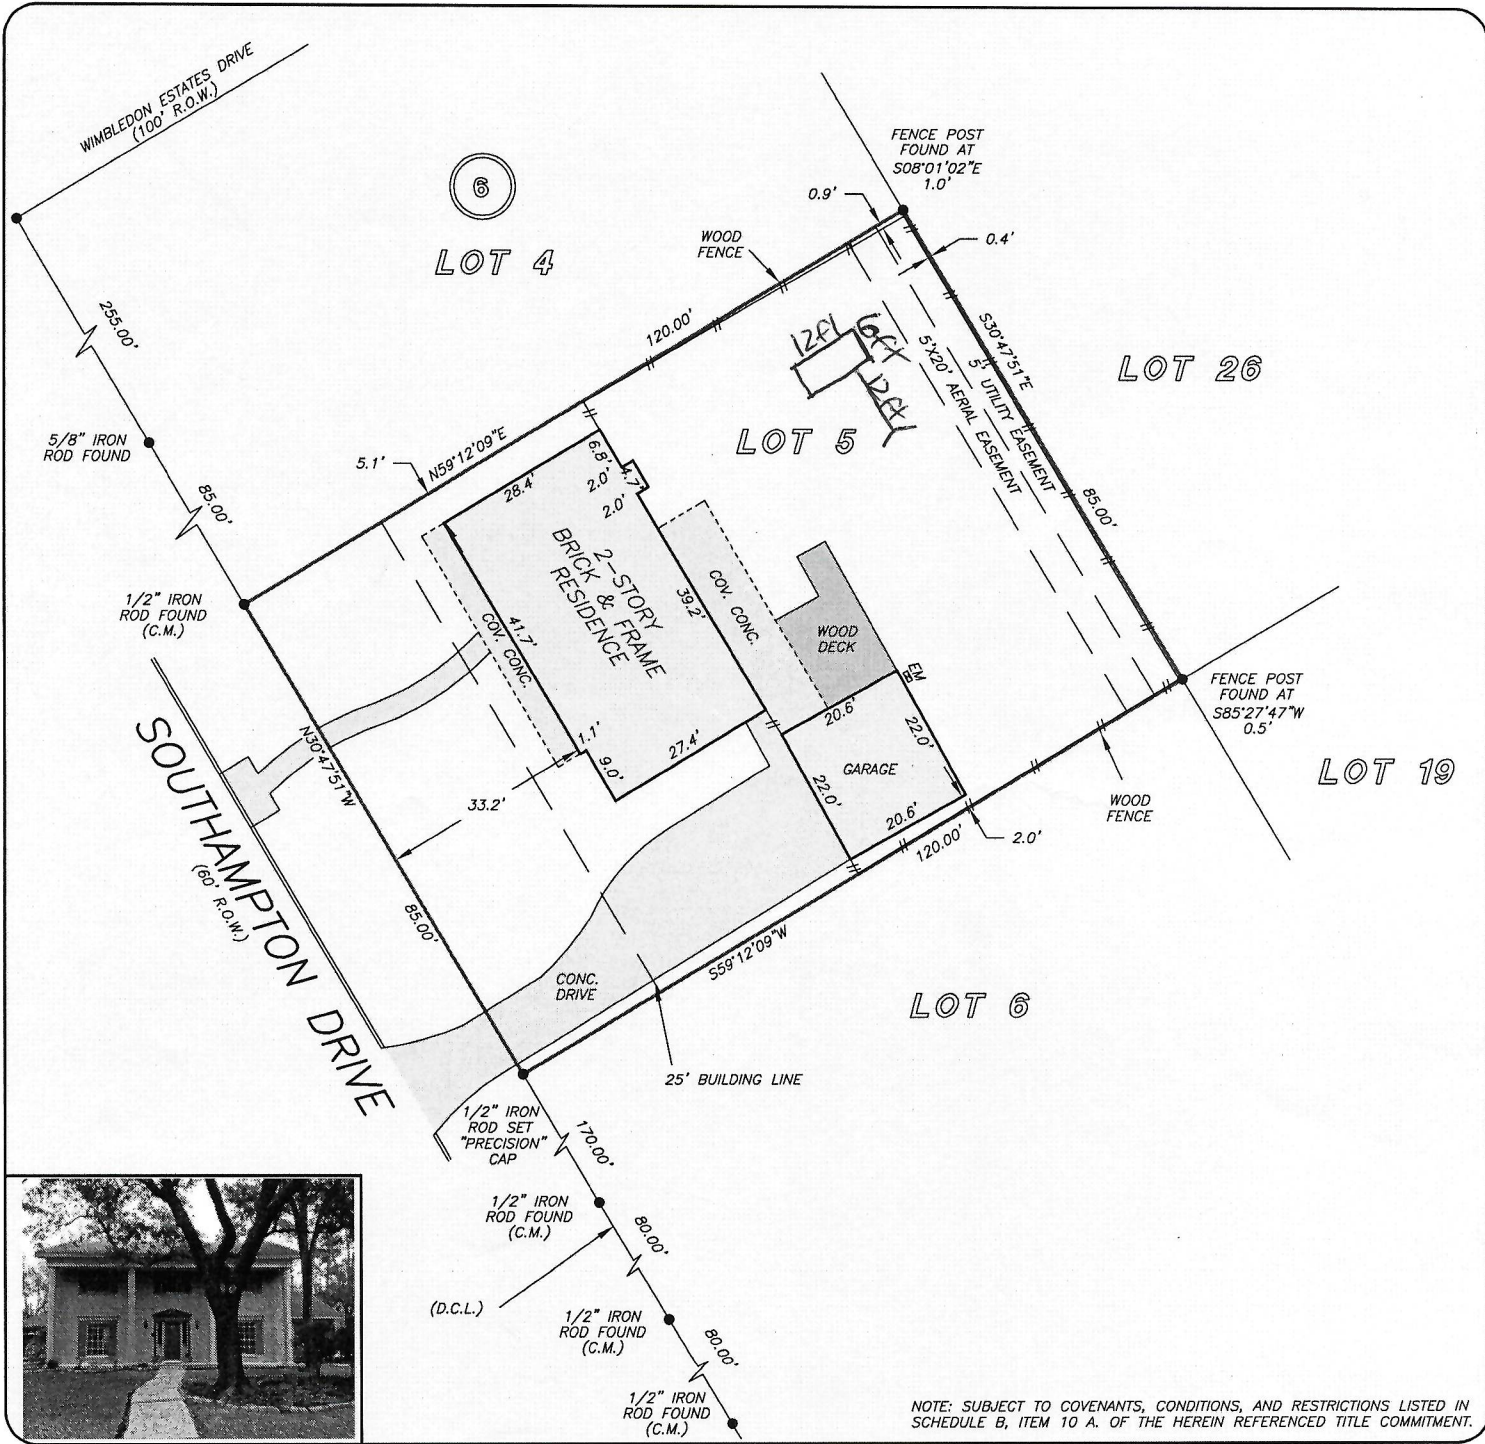 WIMBLEDON ESTATES DRIVE
(100' R.O.W.)
6
LOT 4
FENCE POST
FOUND AT
S08°01'02"E
1.0'
0.9'
0.4'
WOOD
FENCE
255.00'
120.00'
12ft
6ft
12ft
S30°47'51"E
5'X20' AERIAL EASEMENT
5' UTILITY EASEMENT
LOT 26
LOT 5
5/8" IRON
ROD FOUND
5.1'
N59°12'09"E
85.00'
28.4'
6.8'
2.0'
4.7'
2.0'
85.00'
2-STORY
BRICK & FRAME
RESIDENCE
39.2'
COV. CONC.
41.7'
COV. CONC.
1/2" IRON
ROD FOUND
(C.M.)
WOOD
DECK
EM
FENCE POST
FOUND AT
S85°27'47"W
0.5'
20.6'
22.0'
GARAGE
22.0'
20.6'
1.1'
9.0'
27.4'
N30°47'51"W
33.2'
LOT 19
WOOD
FENCE
2.0'
120.00'
SOUTHAMPTON DRIVE
(60' R.O.W.)
85.00'
S59°12'09"W
CONC.
DRIVE
LOT 6
25' BUILDING LINE
1/2" IRON
ROD SET
"PRECISION"
CAP
170.00'
1/2" IRON
ROD FOUND
(C.M.)
80.00'
(D.C.L.)
1/2" IRON
ROD FOUND
(C.M.)
80.00'
1/2" IRON
ROD FOUND
(C.M.)
NOTE: SUBJECT TO COVENANTS, CONDITIONS, AND RESTRICTIONS LISTED IN
SCHEDULE B, ITEM 10 A. OF THE HEREIN REFERENCED TITLE COMMITMENT.